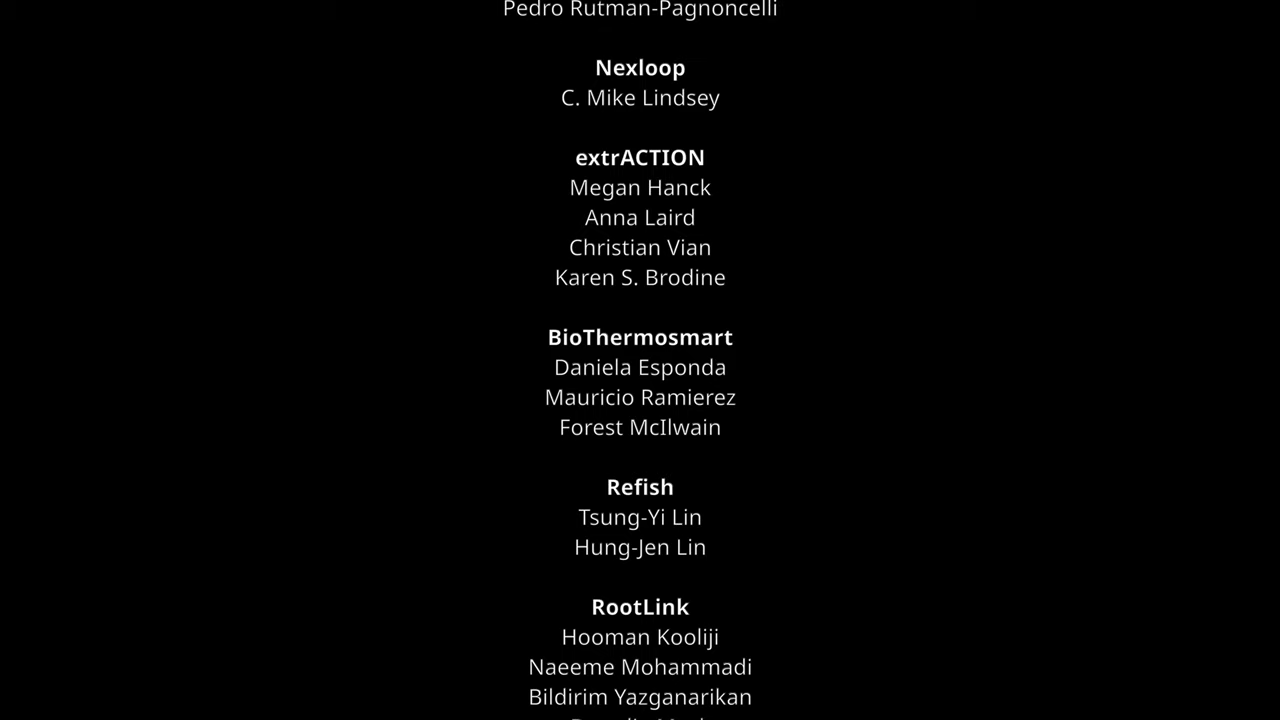 Pedro Rutman-Pagnoncelli
Nexloop
C. Mike Lindsey
extrACTION
Megan Hanck
Anna Laird
Christian Vian
Karen S. Brodine
BioThermosmart
Daniela Esponda
Mauricio Ramierez
Forest McIlwain
Refish
Tsung-Yi Lin
Hung-Jen Lin
RootLink
Hooman Kooliji
Naeeme Mohammadi
Bildirim Yazganarikan